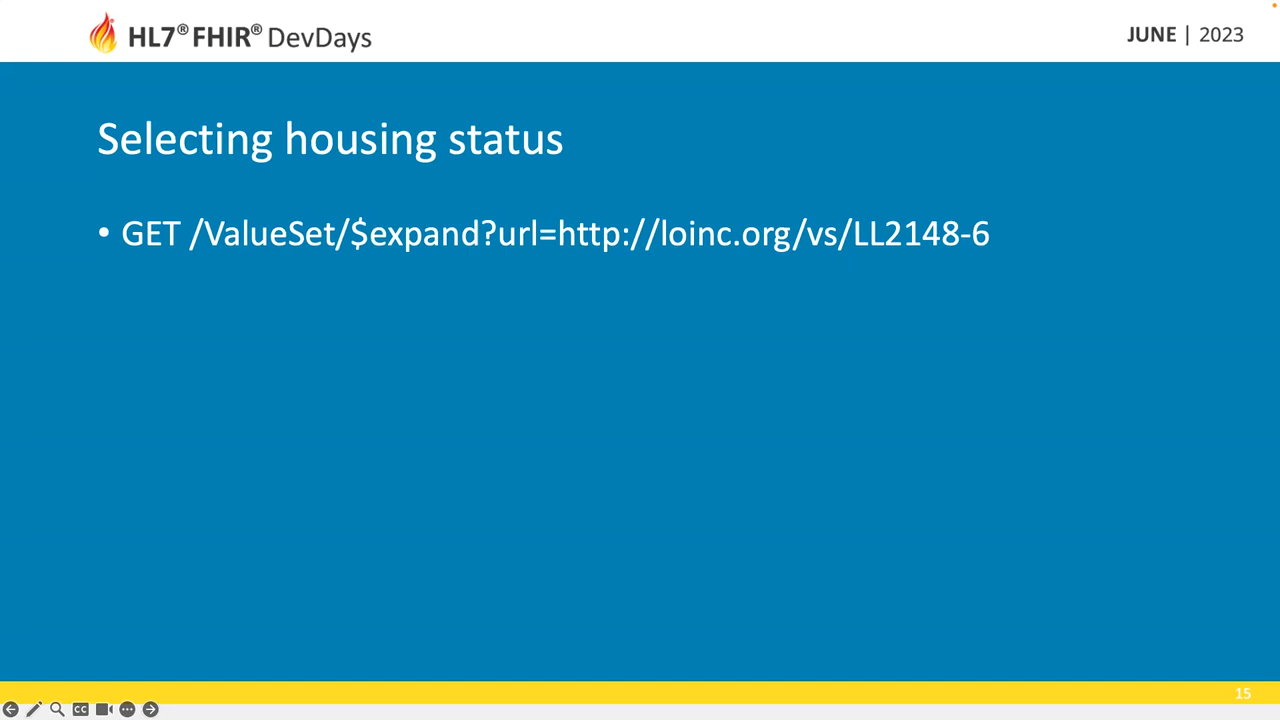 HL7® FHIR® DevDays
JUNE | 2023
Selecting housing status
• GET /ValueSet/$expand?url=http://loinc.org/vs/LL2148-6
15
CC